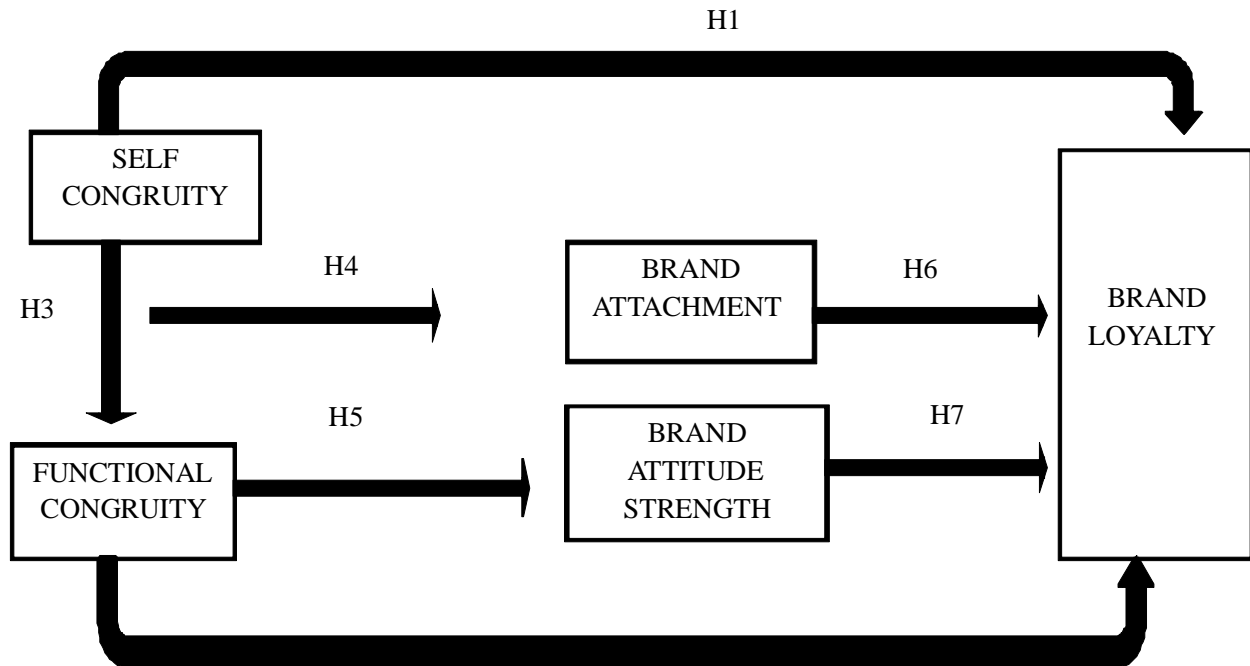 H1
SELF
CONGRUITY
H3
H4
BRAND
ATTACHMENT
H6
BRAND
LOYALTY
FUNCTIONAL
CONGRUITY
H5
BRAND
ATTITUDE
STRENGTH
H7